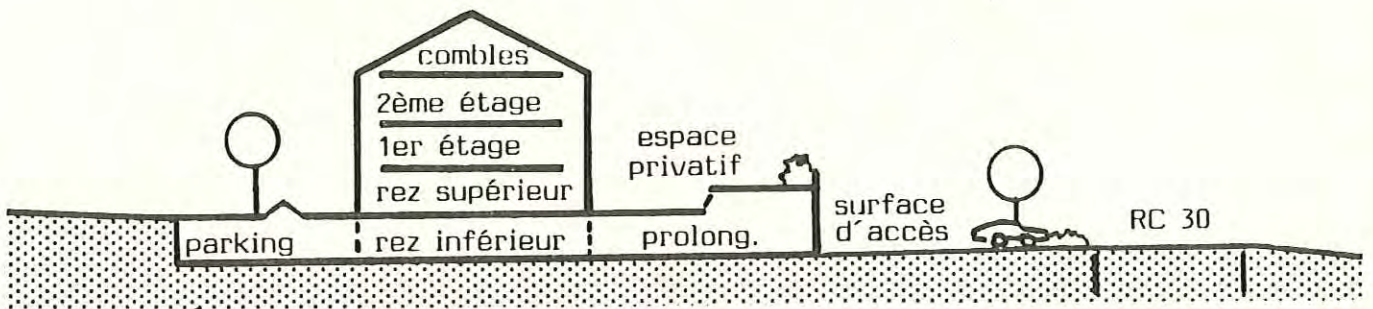 combles
2ème étage
1er étage
rez supérieur
espace
privatif
parking
rez inférieur
prolong.
surface
d'accès
RC 30